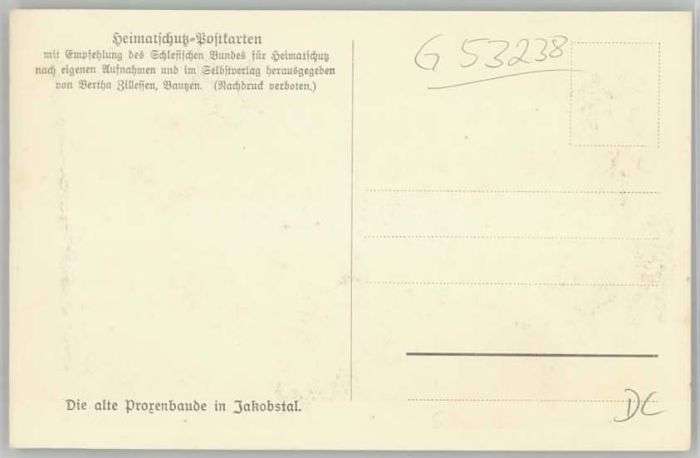 Heimatschutz-Postkarten
mit Empfehlung des Schlesischen Bundes für Heimatschutz
nach eigenen Aufnahmen und im Selbstverlag herausgegeben
von Bertha Zillessen, Bautzen. (Nachdruck verboten.)
G 53238
Die alte Proxenbaude in Jakobstal.
DC